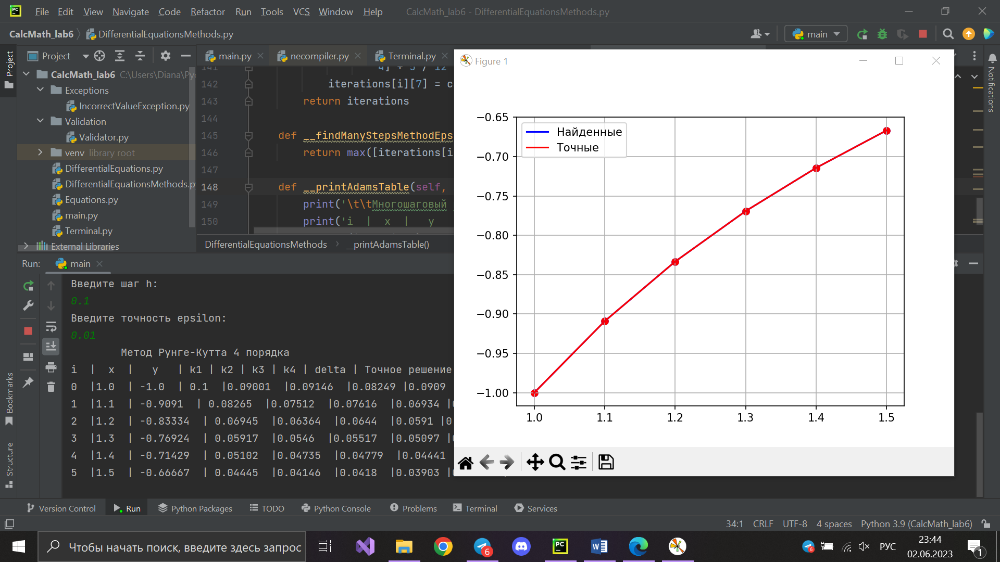 File Edit View Navigate Code Refactor Run Tools VCS Window Help CalcMath_lab6 - DifferentialEquationsMethods.py
CalcMath_lab6 DifferentialEquationsMethods.py main
Project
Project
CalcMath_lab6 C:\Users\Diana\Py
Exceptions
IncorrectValueException.py
Validation
Validator.py
venv library root
DifferentialEquations.py
DifferentialEquationsMethods.p
Equations.py
main.py
Terminal.py
External Libraries
main.py necompiler.py Terminal.py
141 4] + 5 / 12
142 iterations[i][7] = c
143 return iterations
144
145 def __findManyStepsMethodEps
146 return max([iterations[i
147
148 def __printAdamsTable(self,
149 print('\t\tМногошаговый
150 print('i | x | y
DifferentialEquationsMethods __printAdamsTable()
Notifications
Figure 1
Найденные
Точные
−0.65
−0.70
−0.75
−0.80
−0.85
−0.90
−0.95
−1.00
1.0 1.1 1.2 1.3 1.4 1.5
Run: main
Введите шаг h:
0.1
Введите точность epsilon:
0.01
Метод Рунге-Кутта 4 порядка
i | x | y | k1 | k2 | k3 | k4 | delta | Точное решение
0 |1.0 | -1.0 | 0.1 |0.09001 |0.09146 |0.08249 |0.0909
1 |1.1 | -0.9091 | 0.08265 |0.07512 |0.07616 |0.06934 |
2 |1.2 | -0.83334 | 0.06945 |0.06364 |0.0644 |0.0591 |0
3 |1.3 | -0.76924 | 0.05917 |0.0546 |0.05517 |0.05097 |
4 |1.4 | -0.71429 | 0.05102 |0.04735 |0.04779 |0.04441
5 |1.5 | -0.66667 | 0.04445 |0.04146 |0.0418 |0.03903 |
Bookmarks
Structure
Version Control Run Python Packages TODO Python Console Problems Terminal Services
34:1 CRLF UTF-8 4 spaces Python 3.9 (CalcMath_lab6)
Чтобы начать поиск, введите здесь запрос
6
PC
6
РУС
23:44
02.06.2023
1